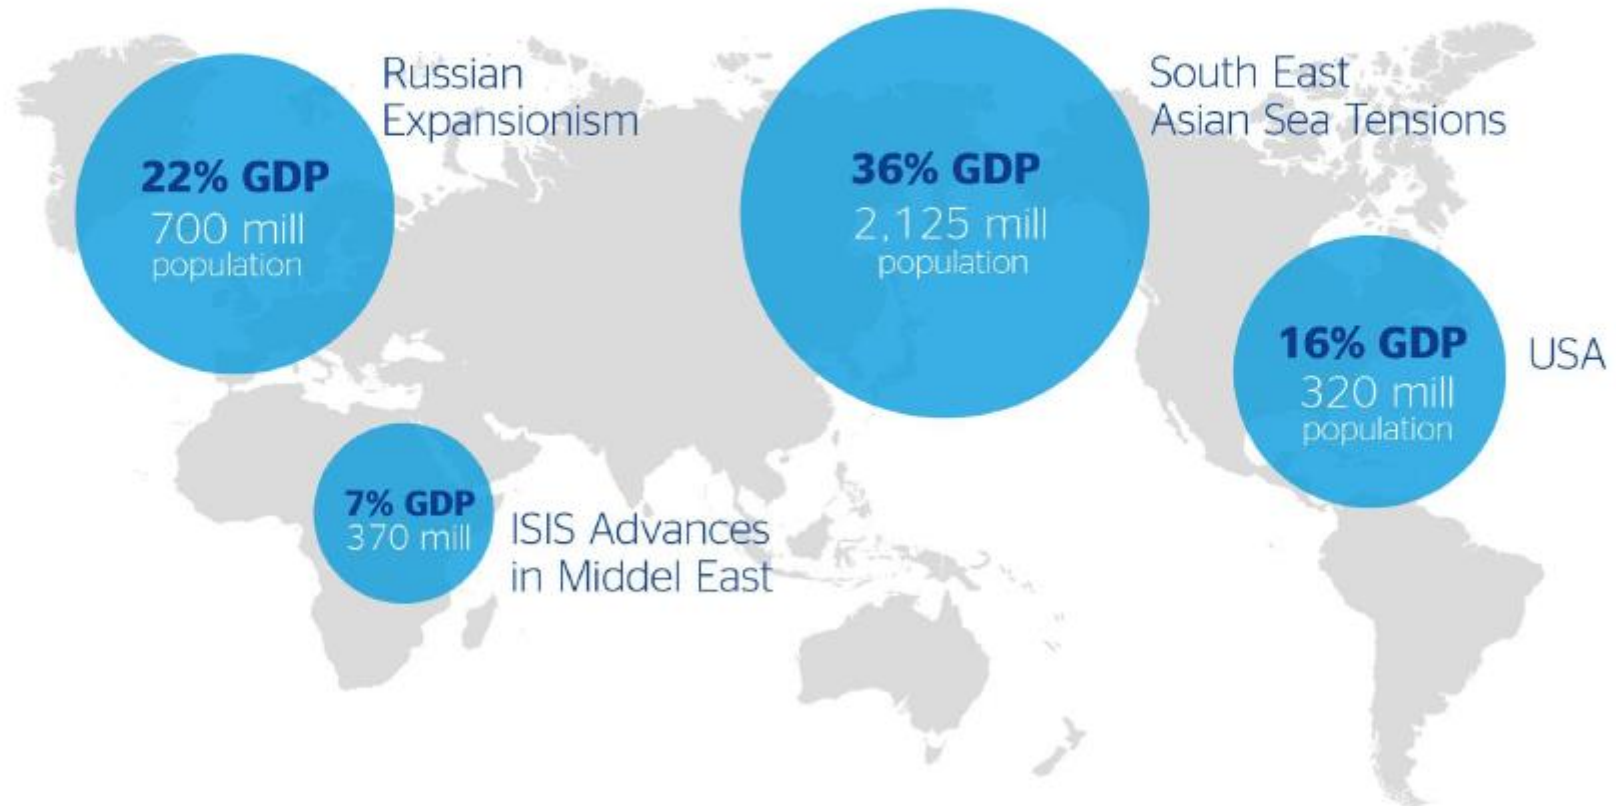 Russian
Expansionism
22% GDP
700 mill
population
South East
Asian Sea Tensions
36% GDP
2,125 mill
population
16% GDP
320 mill
population
USA
7% GDP
370 mill
ISIS Advances
in Middel East